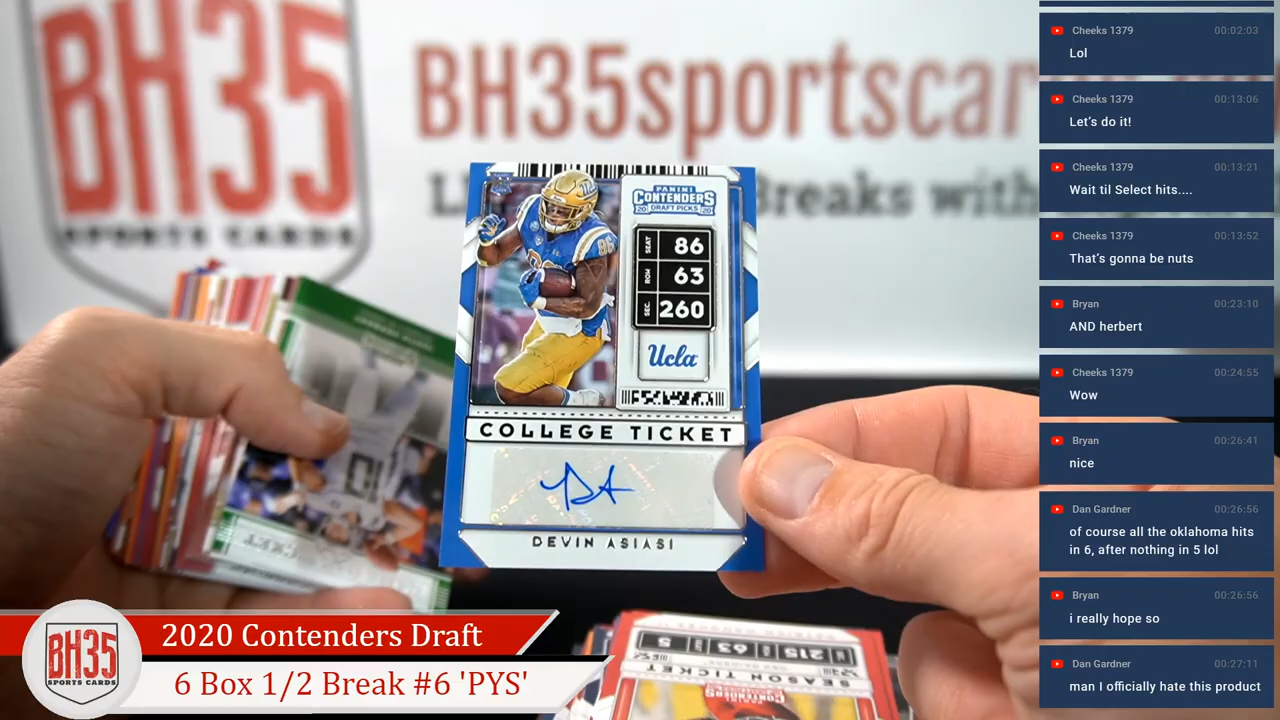 BH35
SPORTS CARDS
BH35sportscar
Breaks with
PANINI
CONTENDERS
20 DRAFT PICKS 20
SEAT 86
ROW 63
SEC. 260
UCLA
COLLEGE TICKET
DEVIN ASIASI
215 63 5
SEASON TICKET
BH35
SPORTS CARDS
2020 Contenders Draft
6 Box 1/2 Break #6 'PYS'
Cheeks 1379 00:02:03
Lol
Cheeks 1379 00:13:06
Let's do it!
Cheeks 1379 00:13:21
Wait til Select hits....
Cheeks 1379 00:13:52
That's gonna be nuts
Bryan 00:23:10
AND herbert
Cheeks 1379 00:24:55
Wow
Bryan 00:26:41
nice
Dan Gardner 00:26:56
of course all the oklahoma hits
in 6, after nothing in 5 lol
Bryan 00:26:56
i really hope so
Dan Gardner 00:27:11
man I officially hate this product